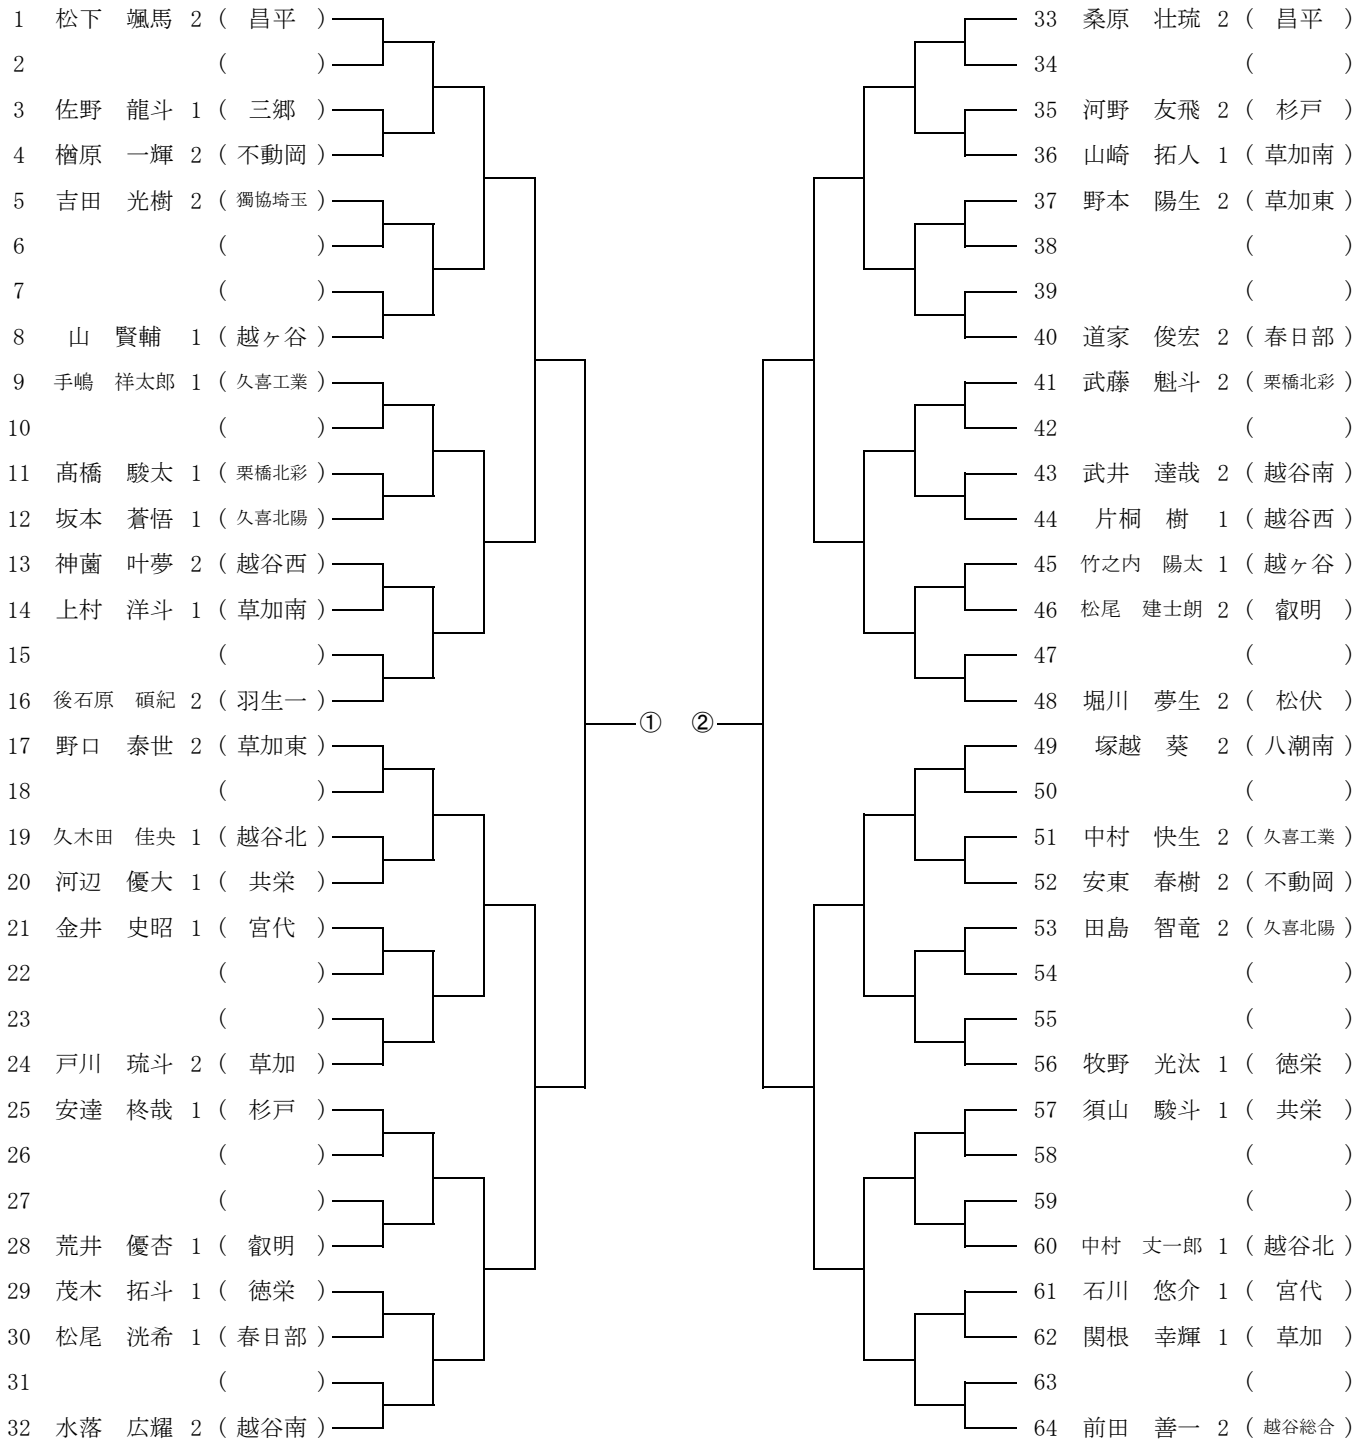 1 松下 颯馬 2 ( 昌平 )
2 ( )
3 佐野 龍斗 1 ( 三郷 )
4 楢原 一輝 2 ( 不動岡 )
5 吉田 光樹 2 ( 獨協埼玉 )
6 ( )
7 ( )
8 山 賢輔 1 ( 越ヶ谷 )
9 手嶋 祥太郎 1 ( 久喜工業 )
10 ( )
11 髙橋 駿太 1 ( 栗橋北彩 )
12 坂本 蒼悟 1 ( 久喜北陽 )
13 神薗 叶夢 2 ( 越谷西 )
14 上村 洋斗 1 ( 草加南 )
15 ( )
16 後石原 碩紀 2 ( 羽生一 )
17 野口 泰世 2 ( 草加東 )
18 ( )
19 久木田 佳央 1 ( 越谷北 )
20 河辺 優大 1 ( 共栄 )
21 金井 史昭 1 ( 宮代 )
22 ( )
23 ( )
24 戸川 琉斗 2 ( 草加 )
25 安達 柊哉 1 ( 杉戸 )
26 ( )
27 ( )
28 荒井 優杏 1 ( 叡明 )
29 茂木 拓斗 1 ( 徳栄 )
30 松尾 洸希 1 ( 春日部 )
31 ( )
32 水落 広耀 2 ( 越谷南 )
① ②
33 桑原 壮琉 2 ( 昌平 )
34 ( )
35 河野 友飛 2 ( 杉戸 )
36 山崎 拓人 1 ( 草加南 )
37 野本 陽生 2 ( 草加東 )
38 ( )
39 ( )
40 道家 俊宏 2 ( 春日部 )
41 武藤 魁斗 2 ( 栗橋北彩 )
42 ( )
43 武井 達哉 2 ( 越谷南 )
44 片桐 樹 1 ( 越谷西 )
45 竹之内 陽太 1 ( 越ヶ谷 )
46 松尾 建士朗 2 ( 叡明 )
47 ( )
48 堀川 夢生 2 ( 松伏 )
49 塚越 葵 2 ( 八潮南 )
50 ( )
51 中村 快生 2 ( 久喜工業 )
52 安東 春樹 2 ( 不動岡 )
53 田島 智竜 2 ( 久喜北陽 )
54 ( )
55 ( )
56 牧野 光汰 1 ( 徳栄 )
57 須山 駿斗 1 ( 共栄 )
58 ( )
59 ( )
60 中村 丈一郎 1 ( 越谷北 )
61 石川 悠介 1 ( 宮代 )
62 関根 幸輝 1 ( 草加 )
63 ( )
64 前田 善一 2 ( 越谷総合 )